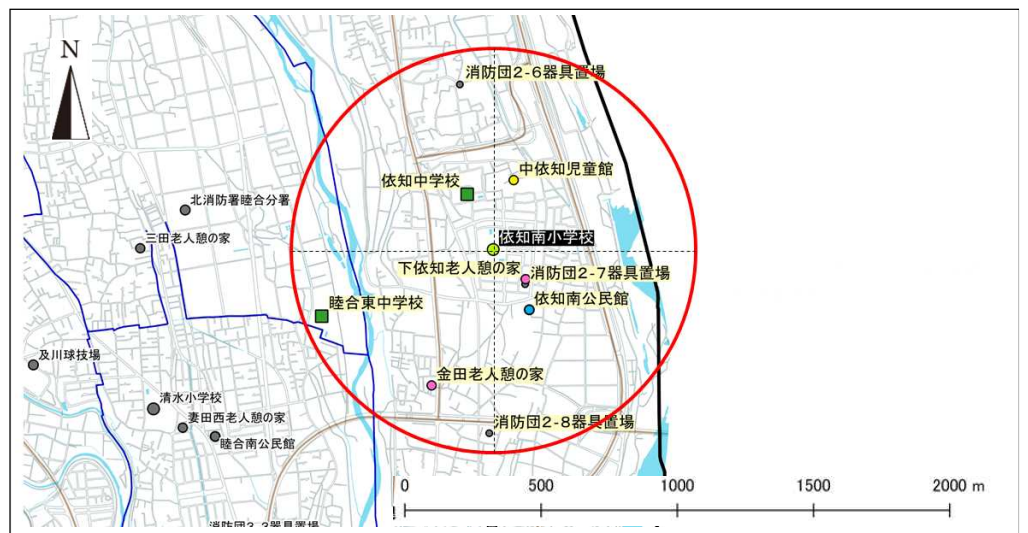 N
消防団2-6器具置場
中依知児童館
依知中学校
北消防署睦合分署
依知南小学校
三田老人憩の家
下依知老人憩の家
消防団2-7器具置場
依知南公民館
睦合東中学校
及川球技場
金田老人憩の家
清水小学校
妻田西老人憩の家
消防団2-8器具置場
睦合南公民館
0 500 1000 1500 2000 m